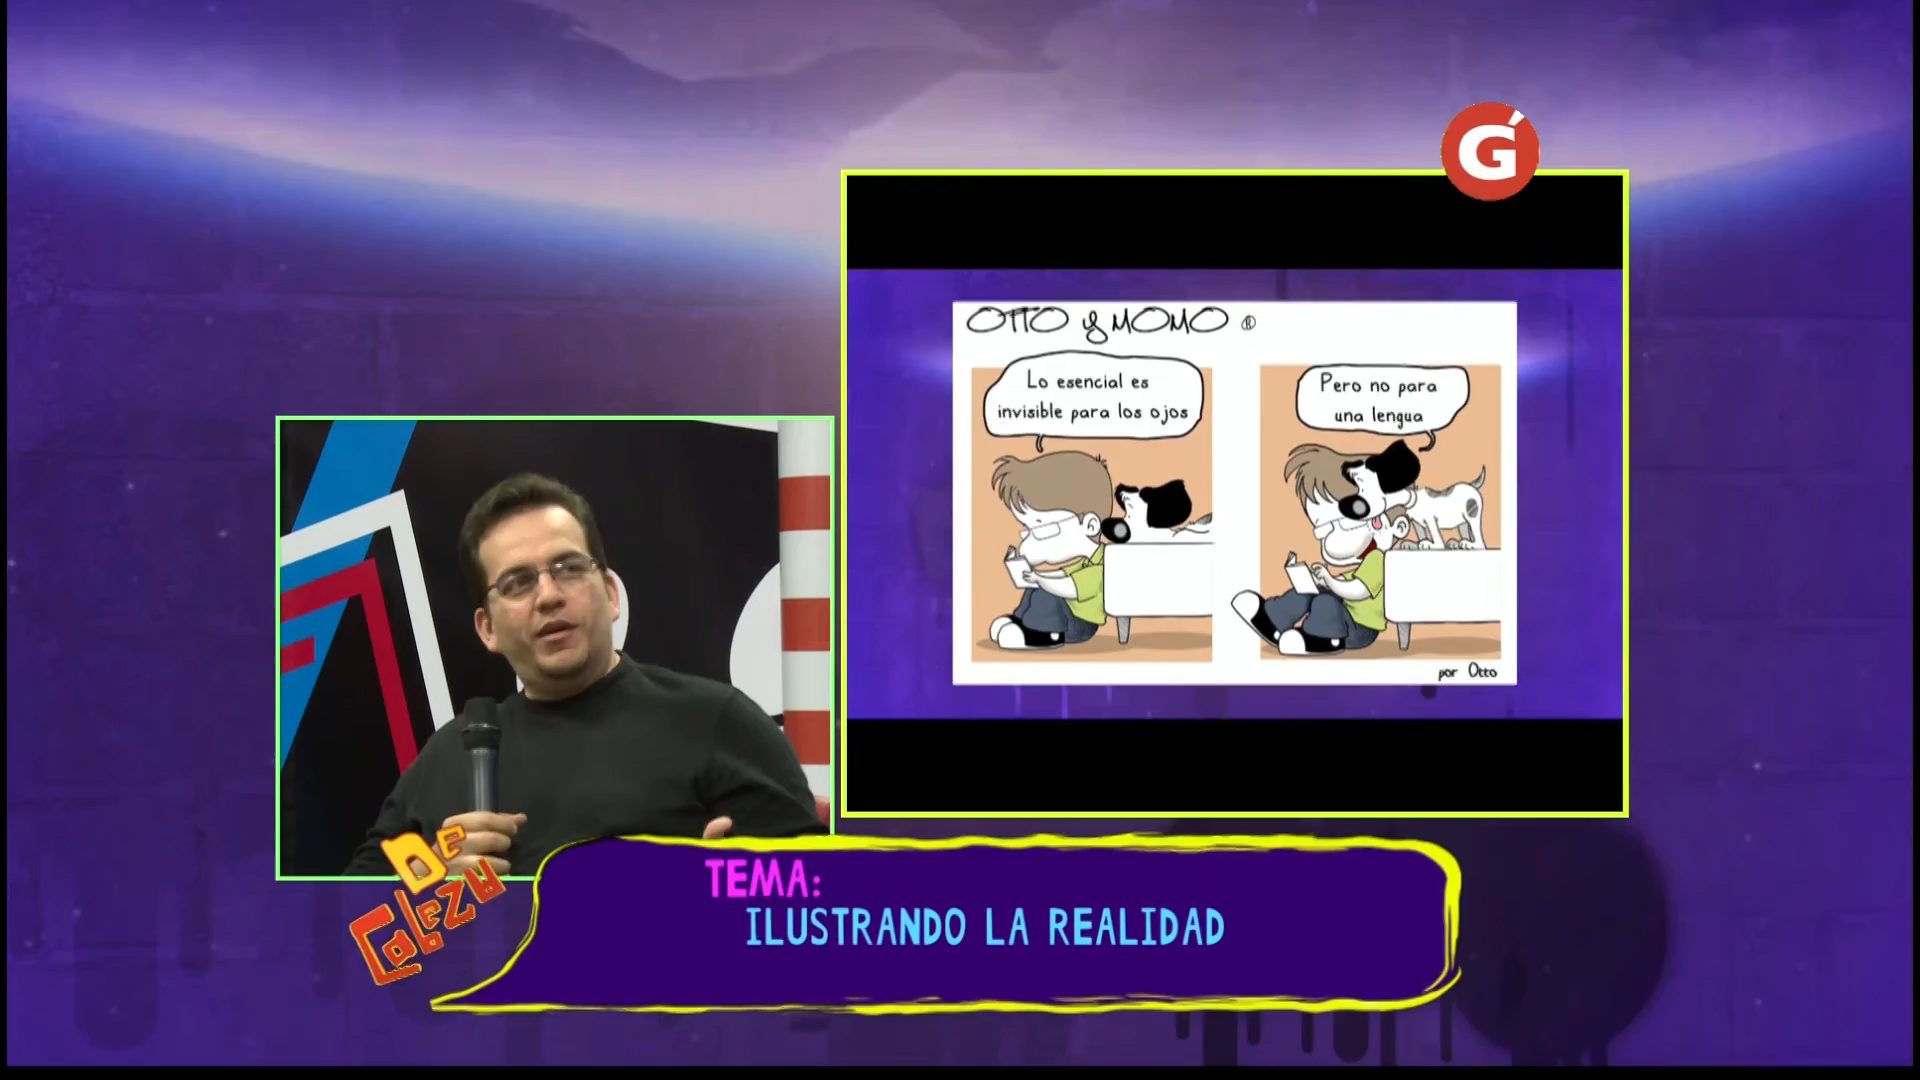 Ǵ
OTTO y MOMO ®
Lo esencial es
invisible para los ojos
Pero no para
una lengua
por Otto
DE
CABEZA
TEMA:
ILUSTRANDO LA REALIDAD